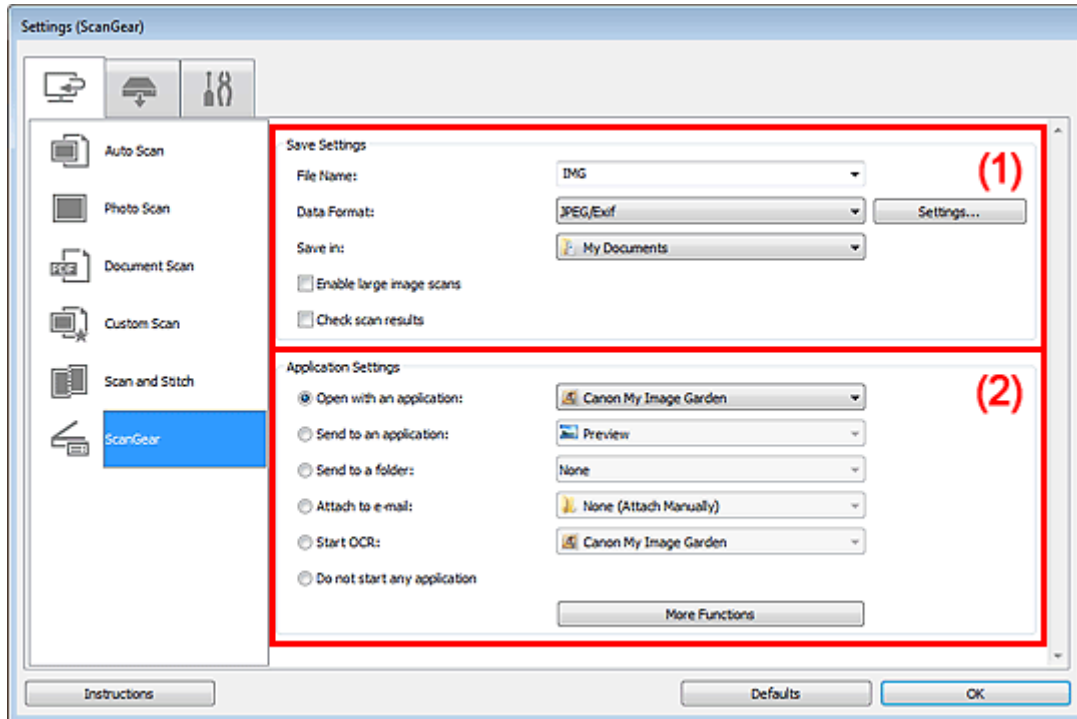 Settings (ScanGear)
Auto Scan
Photo Scan
PDF
Document Scan
Custom Scan
Scan and Stitch
ScanGear
Save Settings
(1)
File Name: IMG
Data Format: JPEG/Exif Settings...
Save in: My Documents
Enable large image scans
Check scan results
Application Settings
(2)
Open with an application: Canon My Image Garden
Send to an application: Preview
Send to a folder: None
Attach to e-mail: None (Attach Manually)
Start OCR: Canon My Image Garden
Do not start any application
More Functions
Instructions Defaults OK